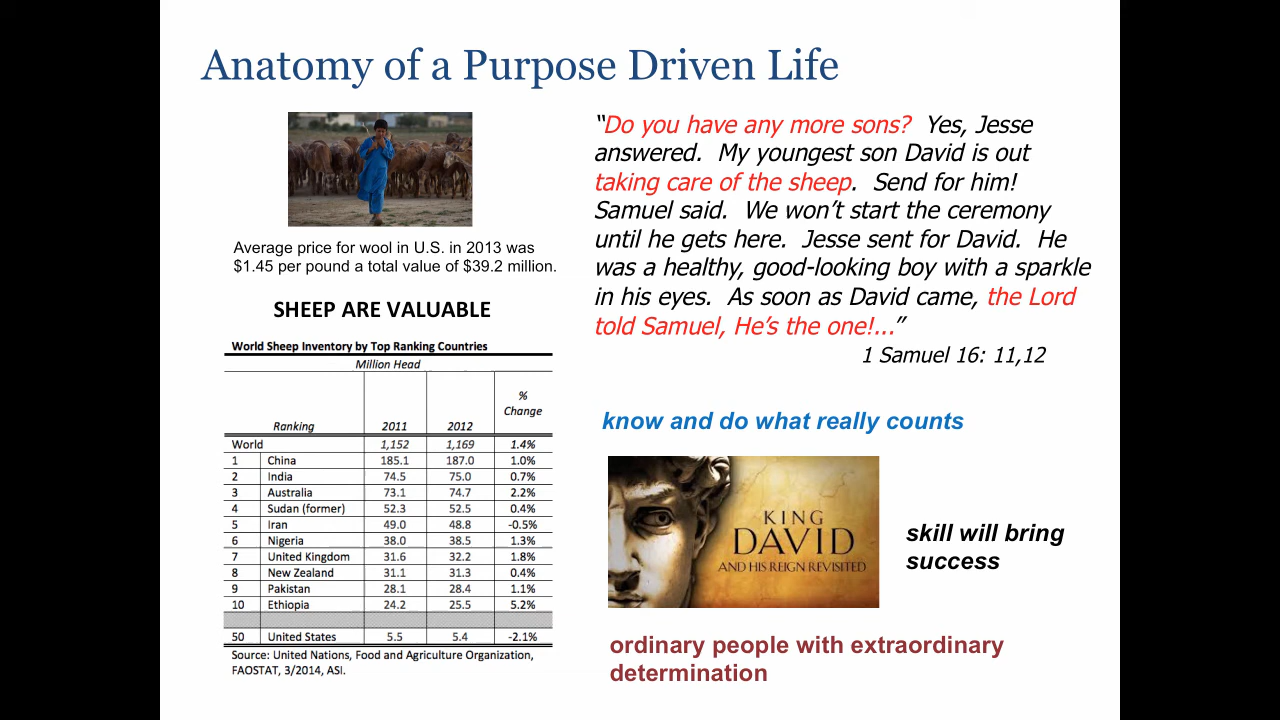 Anatomy of a Purpose Driven Life
Average price for wool in U.S. in 2013 was
$1.45 per pound a total value of $39.2 million.
SHEEP ARE VALUABLE
World Sheep Inventory by Top Ranking Countries
Million Head
Ranking 2011 2012 % Change
World 1,152 1,169 1.4%
1 China 185.1 187.0 1.0%
2 India 74.5 75.0 0.7%
3 Australia 73.1 74.7 2.2%
4 Sudan (former) 52.3 52.5 0.4%
5 Iran 49.0 48.8 -0.5%
6 Nigeria 38.0 38.5 1.3%
7 United Kingdom 31.6 32.2 1.8%
8 New Zealand 31.1 31.3 0.4%
9 Pakistan 28.1 28.4 1.1%
10 Ethiopia 24.2 25.5 5.2%
50 United States 5.5 5.4 -2.1%
Source: United Nations, Food and Agriculture Organization,
FAOSTAT, 3/2014, ASI.
“Do you have any more sons? Yes, Jesse
answered. My youngest son David is out
taking care of the sheep. Send for him!
Samuel said. We won’t start the ceremony
until he gets here. Jesse sent for David. He
was a healthy, good-looking boy with a sparkle
in his eyes. As soon as David came, the Lord
told Samuel, He’s the one!...”
1 Samuel 16: 11,12
know and do what really counts
KING
DAVID
AND HIS REIGN REVISITED
skill will bring
success
ordinary people with extraordinary
determination